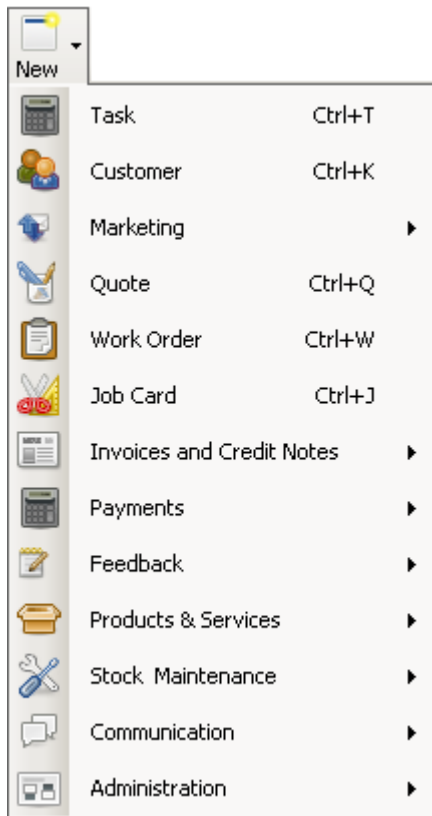 New
Task Ctrl+T
Customer Ctrl+K
Marketing
Quote Ctrl+Q
Work Order Ctrl+W
Job Card Ctrl+J
Invoices and Credit Notes
Payments
Feedback
Products & Services
Stock Maintenance
Communication
Administration